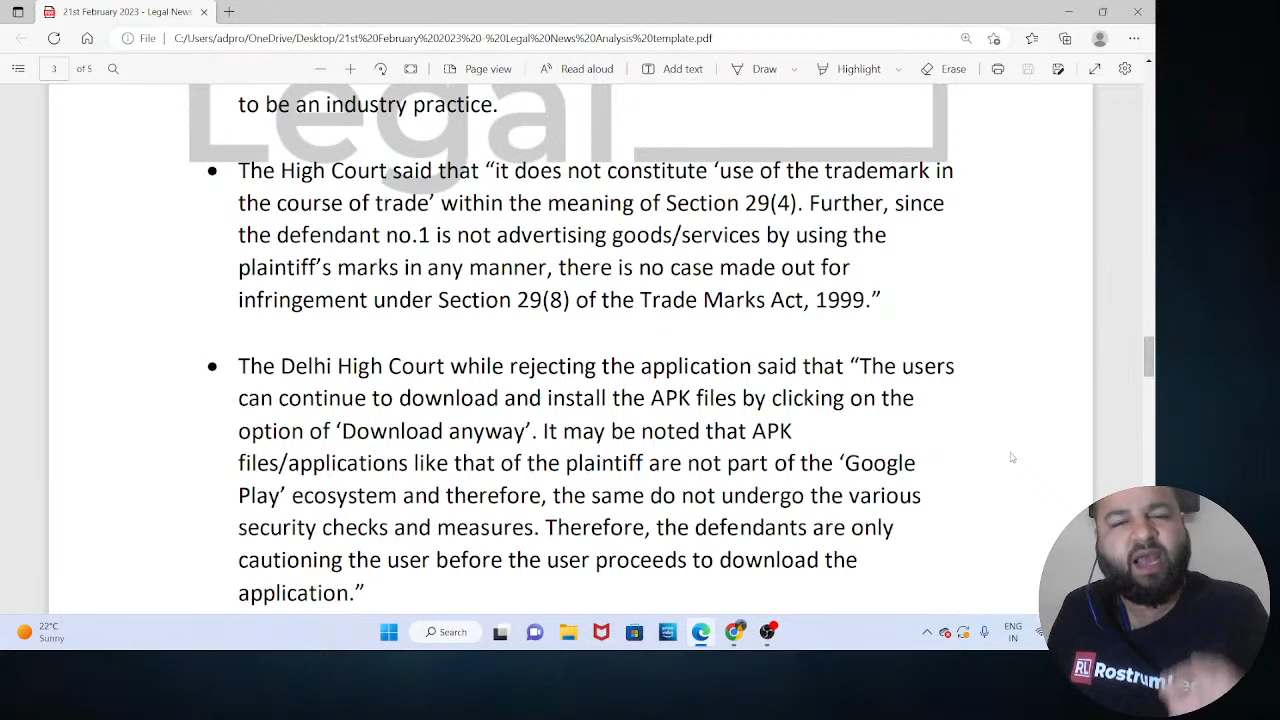 21st February 2023 - Legal News
File
C:/Users/adpro/OneDrive/Desktop/21st%20February%202023%20-%20Legal%20News%20Analysis%20template.pdf
3 of 5
Page view
Read aloud
Add text
Draw
Highlight
Erase
Legal
to be an industry practice.
• The High Court said that “it does not constitute ‘use of the trademark in
the course of trade’ within the meaning of Section 29(4). Further, since
the defendant no.1 is not advertising goods/services by using the
plaintiff’s marks in any manner, there is no case made out for
infringement under Section 29(8) of the Trade Marks Act, 1999.”
• The Delhi High Court while rejecting the application said that “The users
can continue to download and install the APK files by clicking on the
option of ‘Download anyway’. It may be noted that APK
files/applications like that of the plaintiff are not part of the ‘Google
Play’ ecosystem and therefore, the same do not undergo the various
security checks and measures. Therefore, the defendants are only
cautioning the user before the user proceeds to download the
application.”
22°C
Sunny
Search
ENG
IN
RL